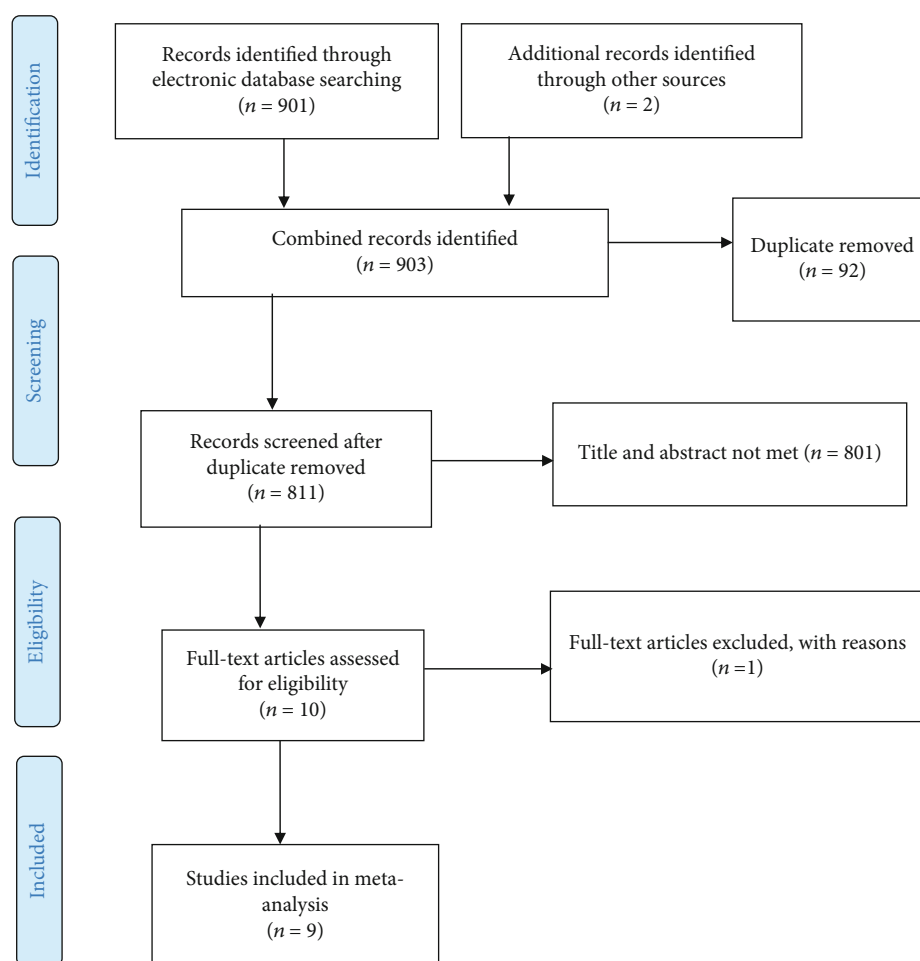 Identification
Records identified through
electronic database searching
(n = 901)
Additional records identified
through other sources
(n = 2)
Combined records identified
(n = 903)
Duplicate removed
(n = 92)
Screening
Records screened after
duplicate removed
(n = 811)
Title and abstract not met (n = 801)
Eligibility
Full-text articles assessed
for eligibility
(n = 10)
Full-text articles excluded, with reasons
(n =1)
Included
Studies included in meta-
analysis
(n = 9)